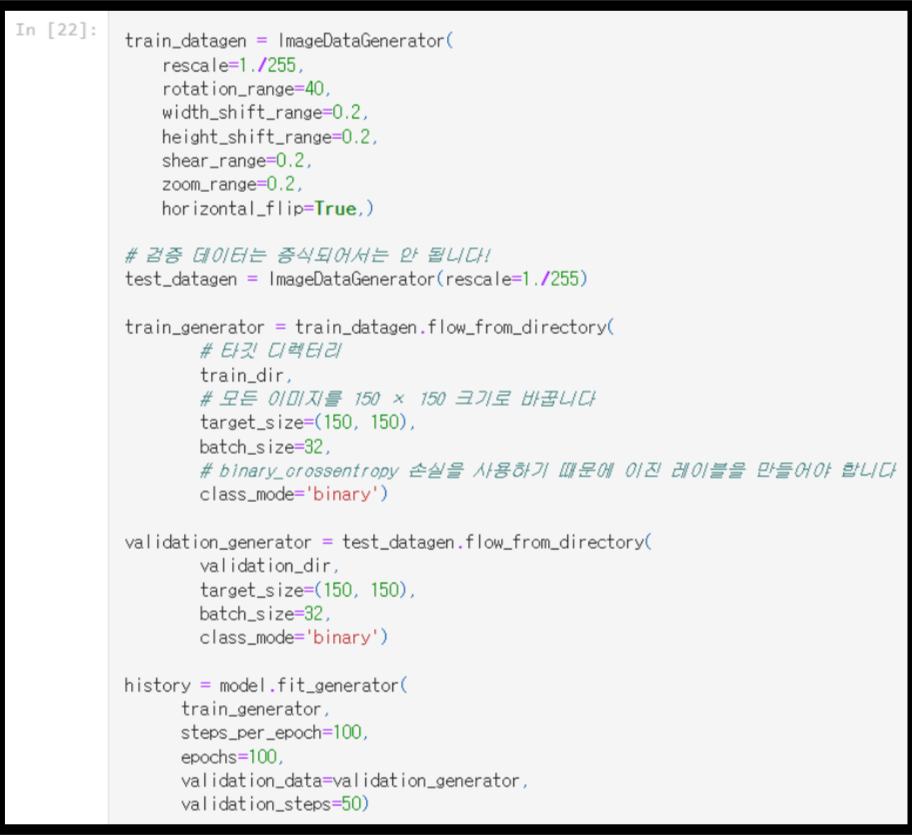 In [22]:
train_datagen = ImageDataGenerator(
    rescale=1./255,
    rotation_range=40,
    width_shift_range=0.2,
    height_shift_range=0.2,
    shear_range=0.2,
    zoom_range=0.2,
    horizontal_flip=True,)

# 검증 데이터는 증식되어서는 안 됩니다!
test_datagen = ImageDataGenerator(rescale=1./255)

train_generator = train_datagen.flow_from_directory(
        # 타깃 디렉터리
        train_dir,
        # 모든 이미지를 150 × 150 크기로 바꿉니다
        target_size=(150, 150),
        batch_size=32,
        # binary_crossentropy 손실을 사용하기 때문에 이진 레이블을 만들어야 합니다
        class_mode='binary')

validation_generator = test_datagen.flow_from_directory(
        validation_dir,
        target_size=(150, 150),
        batch_size=32,
        class_mode='binary')

history = model.fit_generator(
      train_generator,
      steps_per_epoch=100,
      epochs=100,
      validation_data=validation_generator,
      validation_steps=50)